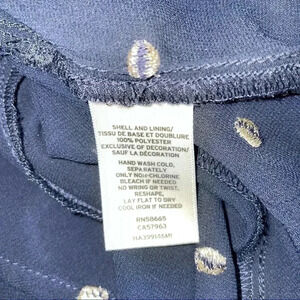 SHELL AND LINING/
TISSU DE BASE ET DOUBLURE
100% POLYESTER
EXCLUSIVE OF DECORATION/
SAUF LA DÉCORATION
HAND WASH COLD,
SEPARATELY
ONLY NON-CHLORINE
BLEACH IF NEEDED
NO WRING OR TWIST,
RESHAPE,
LAY FLAT TO DRY
COOL IRON IF NEEDED
RN58665
CA57963